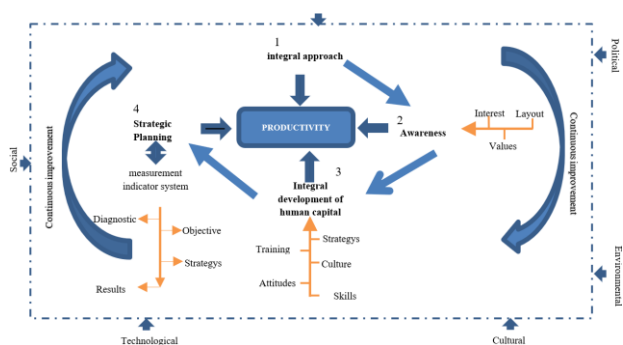 1
integral approach
Political
4
Strategic
Planning
PRODUCTIVITY
2
Awareness
Interest
Layout
Values
Continuous improvement
Continuous improvement
Social
measurement
indicator system
3
Integral
development of
human capital
Diagnostic
Objective
Strategys
Results
Strategys
Training
Culture
Attitudes
Skills
Environmental
Technological
Cultural